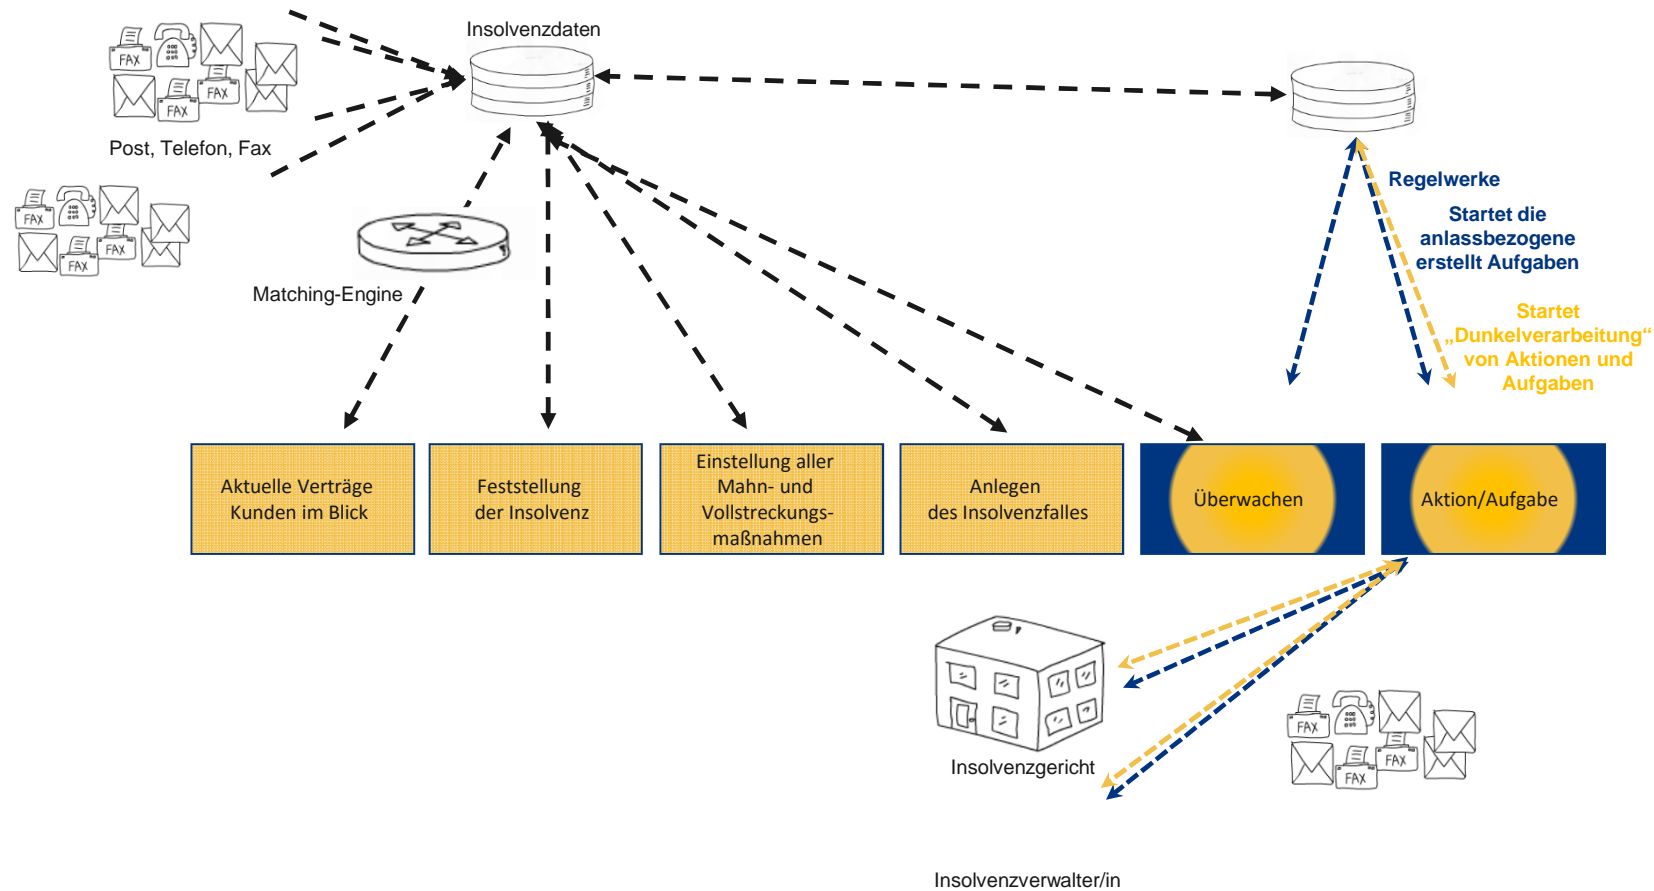 Insolvenzdaten
FAX
FAX
FAX
Post, Telefon, Fax
FAX
FAX
FAX
Matching-Engine
Regelwerke
Startet die
anlassbezogene
erstellt Aufgaben
Startet
„Dunkelverarbeitung“
von Aktionen und
Aufgaben
Aktuelle Verträge
Kunden im Blick
Feststellung
der Insolvenz
Einstellung aller
Mahn- und
Vollstreckungs-
maßnahmen
Anlegen
des Insolvenzfalles
Überwachen
Aktion/Aufgabe
FAX
FAX
FAX
Insolvenzgericht
Insolvenzverwalter/in